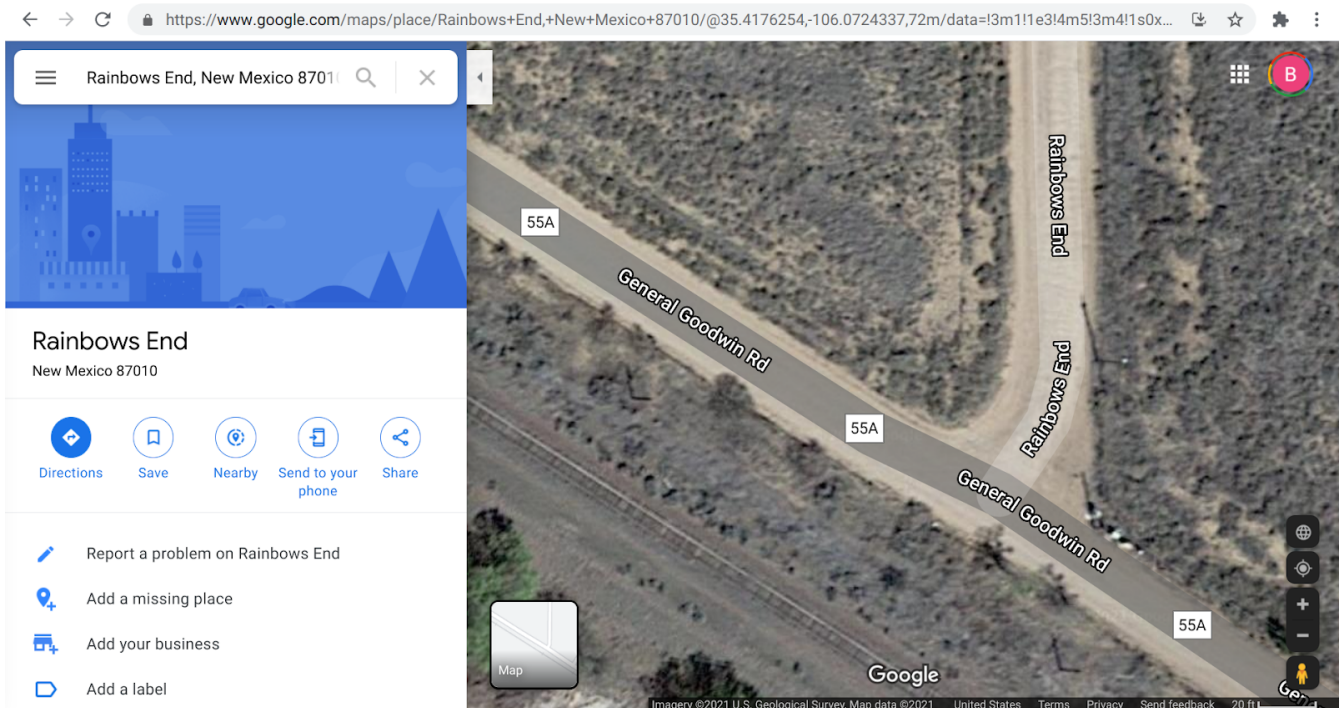 https://www.google.com/maps/place/Rainbows+End,+New+Mexico+87010/@35.4176254,-106.0724337,72m/data=!3m1!1e3!4m5!3m4!1s0x...
Rainbows End, New Mexico 8701
B
Rainbows End
55A
General Goodwin Rd
Rainbows End
New Mexico 87010
Rainbows End
55A
Directions
Save
Nearby
Send to your
phone
Share
General Goodwin Rd
Report a problem on Rainbows End
Add a missing place
Add your business
55A
Add a label
Map
Google
Imagery ©2021 U.S. Geological Survey, Map data ©2021 United States Terms Privacy Send feedback 20 ft